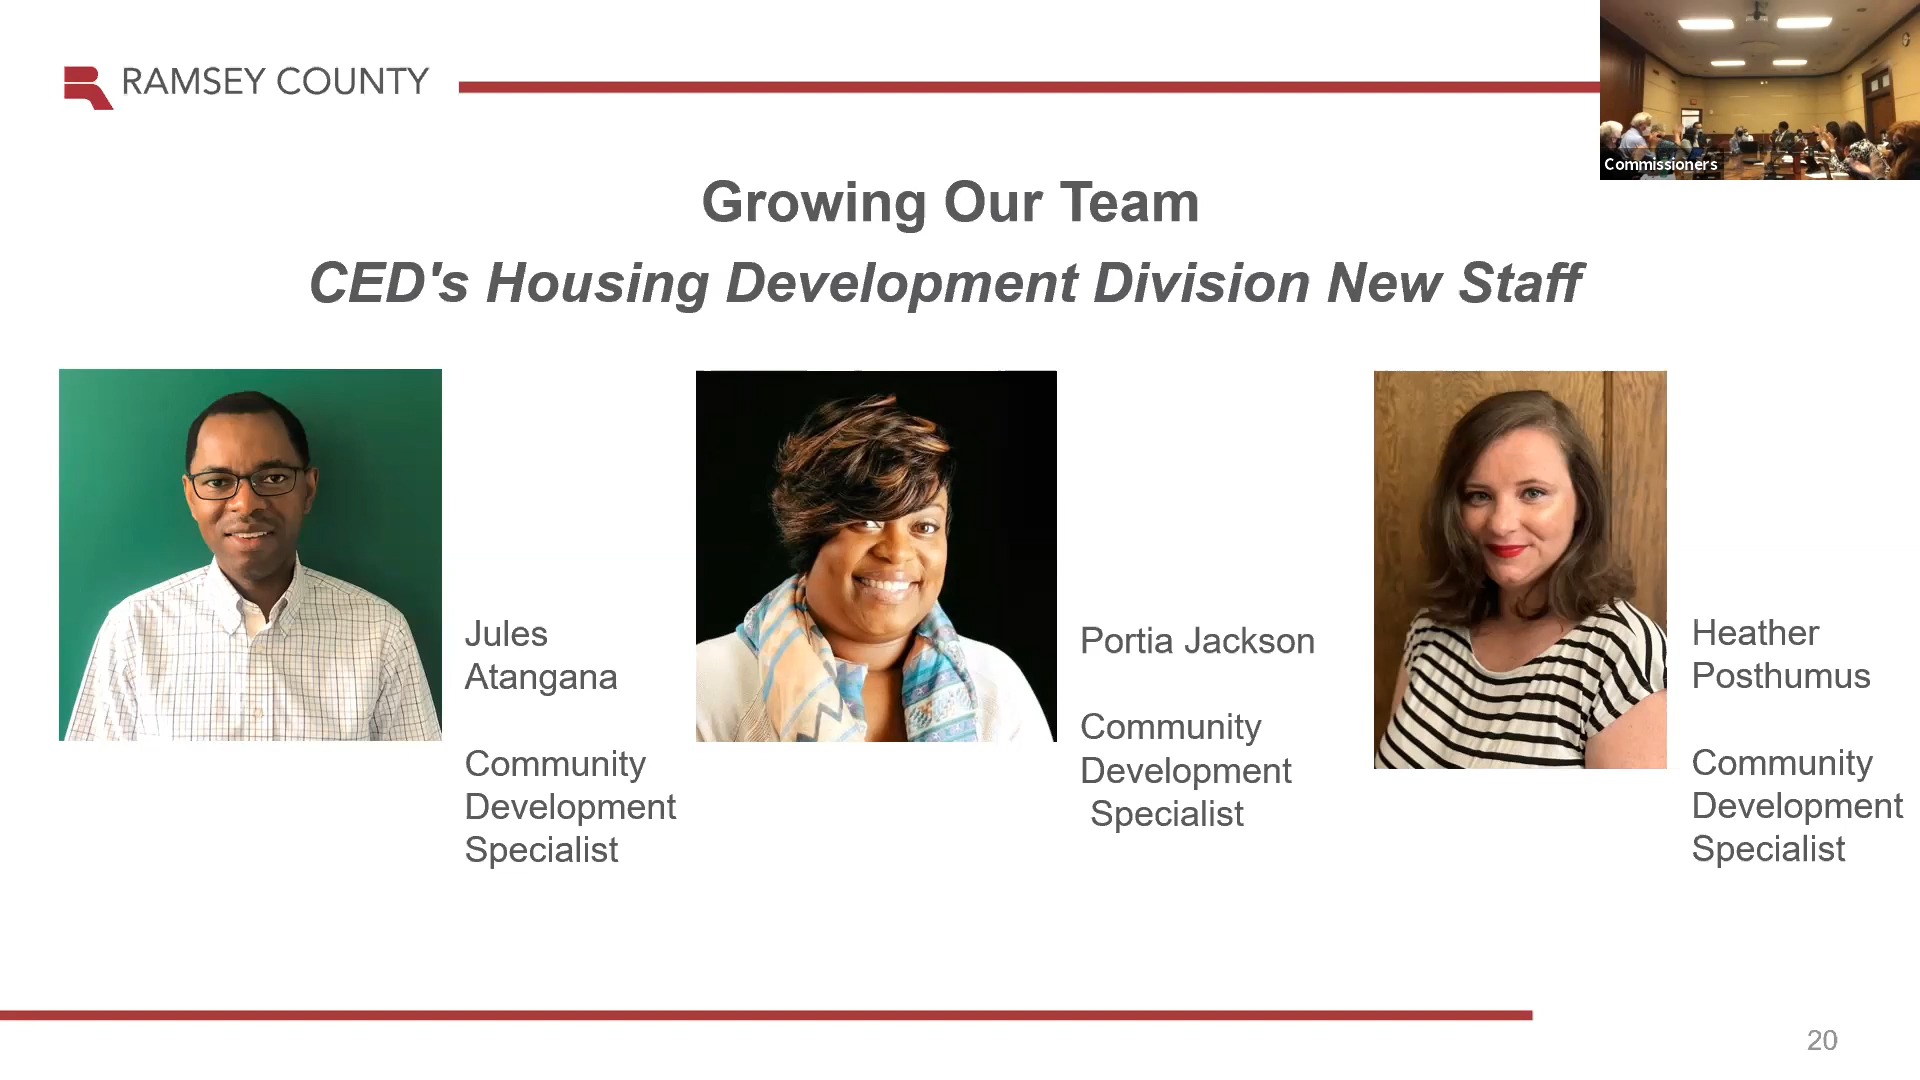 RAMSEY COUNTY
Commissioners
Growing Our Team
CED's Housing Development Division New Staff
Jules
Atangana
Community
Development
Specialist
Portia Jackson
Community
Development
Specialist
Heather
Posthumus
Community
Development
Specialist
20